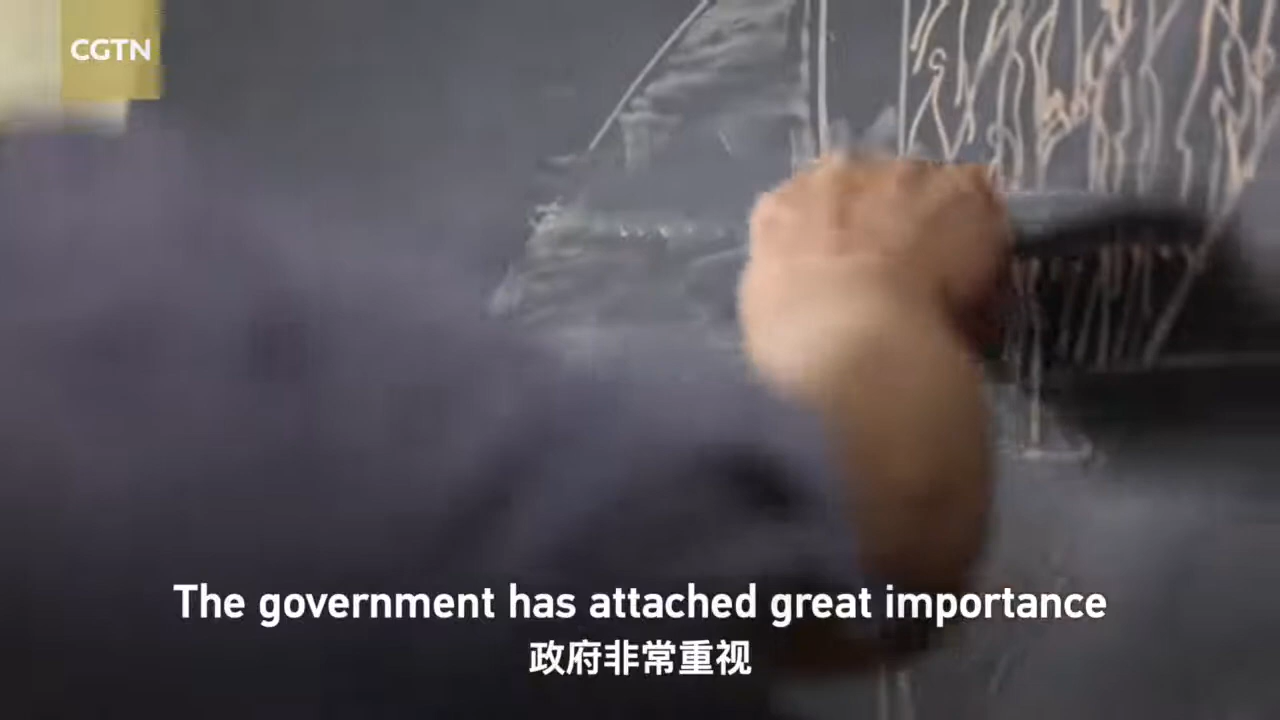 CGTN
The government has attached great importance
政府非常重视